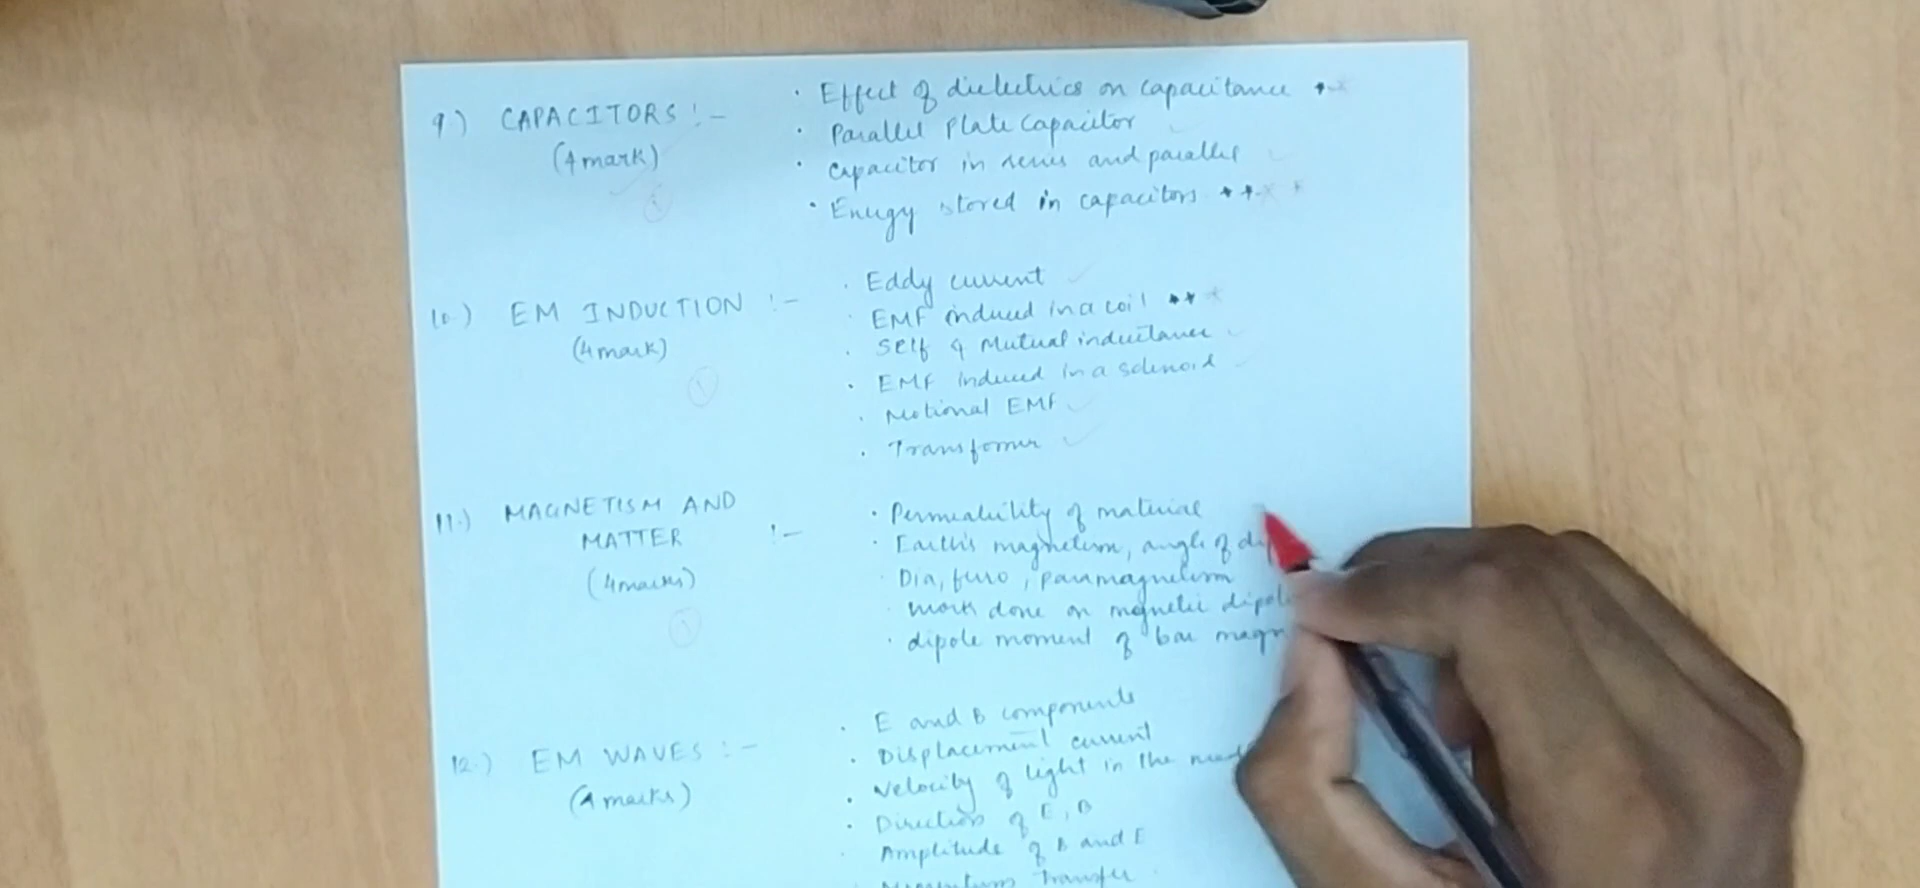 9.) CAPACITORS :-
(4 mark)
• Effect of dielectrics on capacitance
• Parallel Plate Capacitor
• Capacitor in series and parallel
• Energy stored in capacitors
10.) EM INDUCTION :-
(4 mark)
• Eddy current
• EMF induced in a coil
• Self & Mutual inductance
• EMF induced in a solenoid
• Motional EMF
• Transformer
11.) MAGNETISM AND
MATTER :-
(4 marks)
• Permeability of material
• Earth's magnetism, angle of
• Dia, ferro, paramagnetism
• work done on magnetic dipole
• dipole moment of bar
12.) EM WAVES :-
(4 marks)
• E and B components
• Displacement current
• Velocity of light in the
• Direction of E, B
• Amplitude of B and E
Momentum Transfer